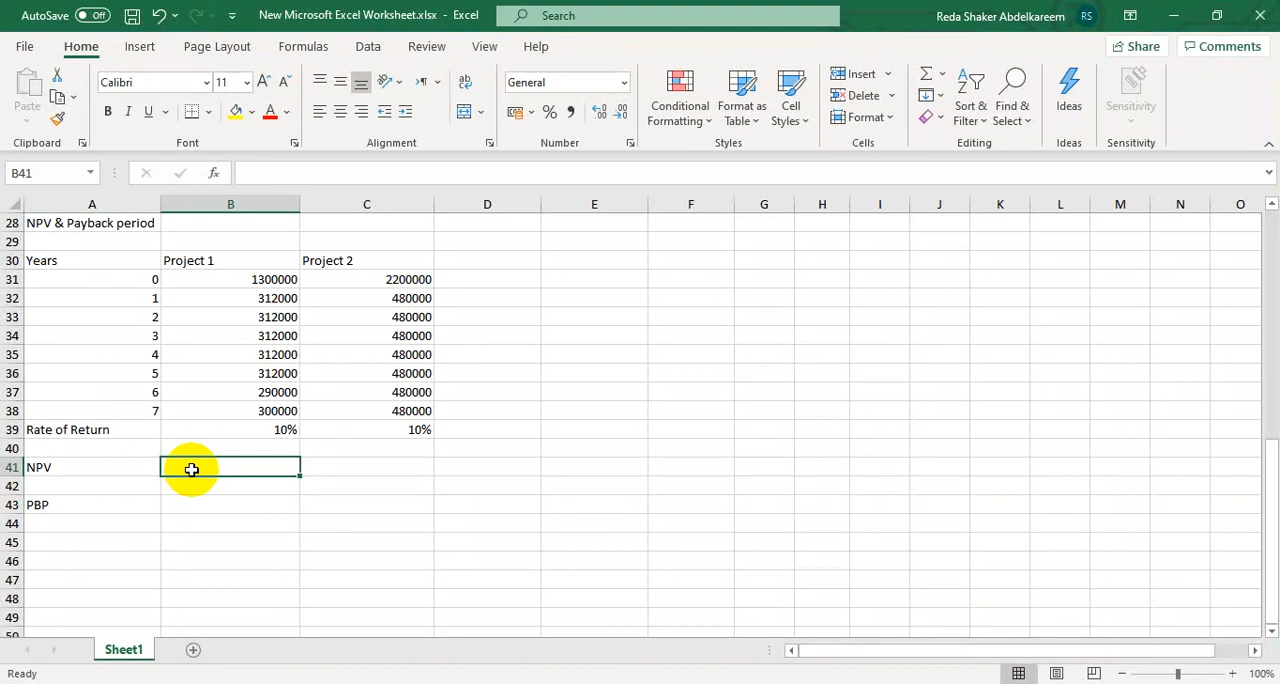 AutoSave Off New Microsoft Excel Worksheet.xlsx - Excel Search Reda Shaker Abdelkareem RS
File Home Insert Page Layout Formulas Data Review View Help Share Comments
Paste Calibri 11 General Conditional Formatting Format as Table Cell Styles Insert Delete Format Sort & Filter Find & Select Ideas Sensitivity
Clipboard Font Alignment Number Styles Cells Editing Ideas Sensitivity
B41 fx
A B C D E F G H I J K L M N O
28 NPV & Payback period
29
30 Years Project 1 Project 2
31 0 1300000 2200000
32 1 312000 480000
33 2 312000 480000
34 3 312000 480000
35 4 312000 480000
36 5 312000 480000
37 6 290000 480000
38 7 300000 480000
39 Rate of Return 10% 10%
40
41 NPV
42
43 PBP
44
45
46
47
48
49
50
Sheet1
Ready 100%